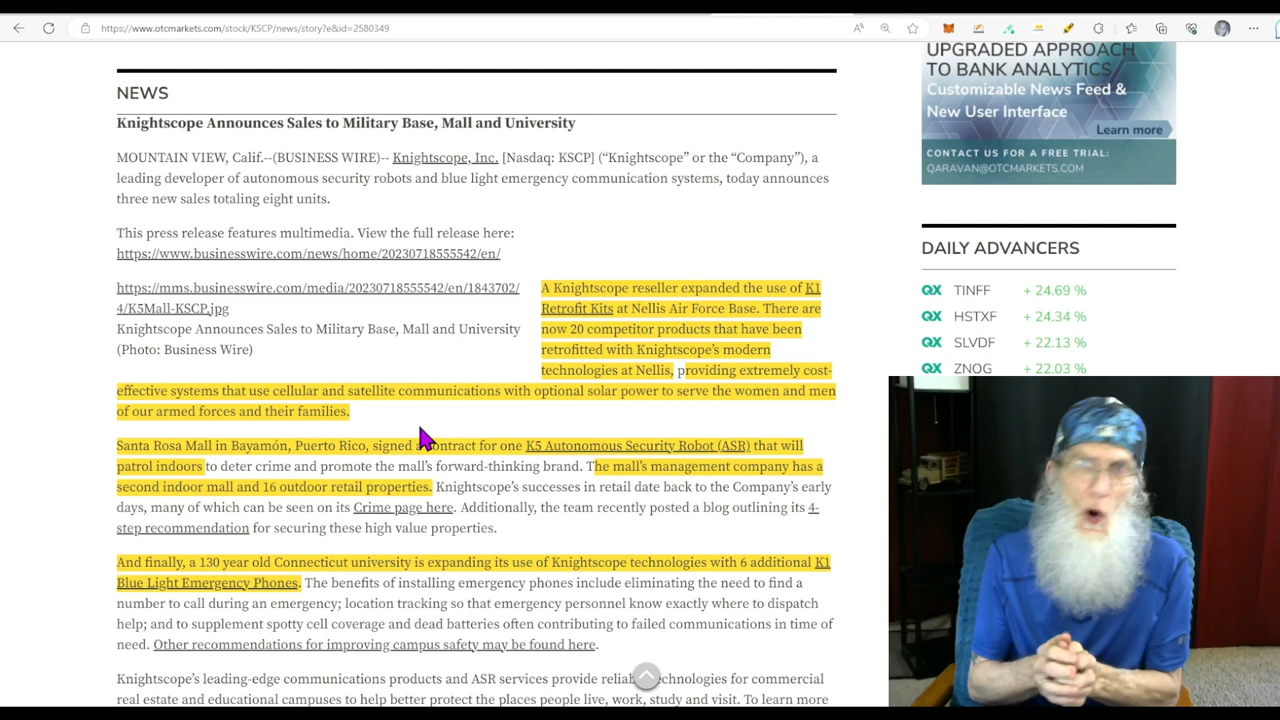 https://www.otcmarkets.com/stock/KSCP/news/story?e&id=2580349
NEWS
Knightscope Announces Sales to Military Base, Mall and University
MOUNTAIN VIEW, Calif.--(BUSINESS WIRE)-- Knightscope, Inc. [Nasdaq: KSCP] (“Knightscope” or the “Company”), a
leading developer of autonomous security robots and blue light emergency communication systems, today announces
three new sales totaling eight units.
This press release features multimedia. View the full release here:
https://www.businesswire.com/news/home/20230718555542/en/
https://mms.businesswire.com/media/20230718555542/en/1843702/
4/K5Mall-KSCP.jpg
Knightscope Announces Sales to Military Base, Mall and University
(Photo: Business Wire)
A Knightscope reseller expanded the use of K1
Retrofit Kits at Nellis Air Force Base. There are
now 20 competitor products that have been
retrofitted with Knightscope’s modern
technologies at Nellis, providing extremely cost-
effective systems that use cellular and satellite communications with optional solar power to serve the women and men
of our armed forces and their families.
Santa Rosa Mall in Bayamón, Puerto Rico, signed a contract for one K5 Autonomous Security Robot (ASR) that will
patrol indoors to deter crime and promote the mall’s forward-thinking brand. The mall’s management company has a
second indoor mall and 16 outdoor retail properties. Knightscope’s successes in retail date back to the Company’s early
days, many of which can be seen on its Crime page here. Additionally, the team recently posted a blog outlining its 4-
step recommendation for securing these high value properties.
And finally, a 130 year old Connecticut university is expanding its use of Knightscope technologies with 6 additional K1
Blue Light Emergency Phones. The benefits of installing emergency phones include eliminating the need to find a
number to call during an emergency; location tracking so that emergency personnel know exactly where to dispatch
help; and to supplement spotty cell coverage and dead batteries often contributing to failed communications in time of
need. Other recommendations for improving campus safety may be found here.
Knightscope’s leading-edge communications products and ASR services provide reliable technologies for commercial
real estate and educational campuses to help better protect the places people live, work, study and visit. To learn more
UPGRADED APPROACH
TO BANK ANALYTICS
Customizable News Feed &
New User Interface
Learn more
CONTACT US FOR A FREE TRIAL:
QARAVAN@OTCMARKETS.COM
DAILY ADVANCERS
QX TINFF + 24.69 %
QX HSTXF + 24.34 %
QX SLVDF + 22.13 %
QX ZNOG + 22.03 %